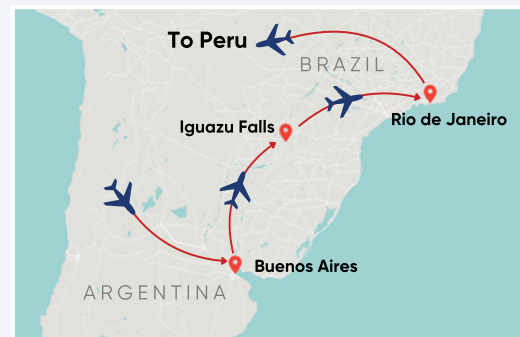 To Peru
BRAZIL
Rio de Janeiro
Iguazu Falls
Buenos Aires
ARGENTINA